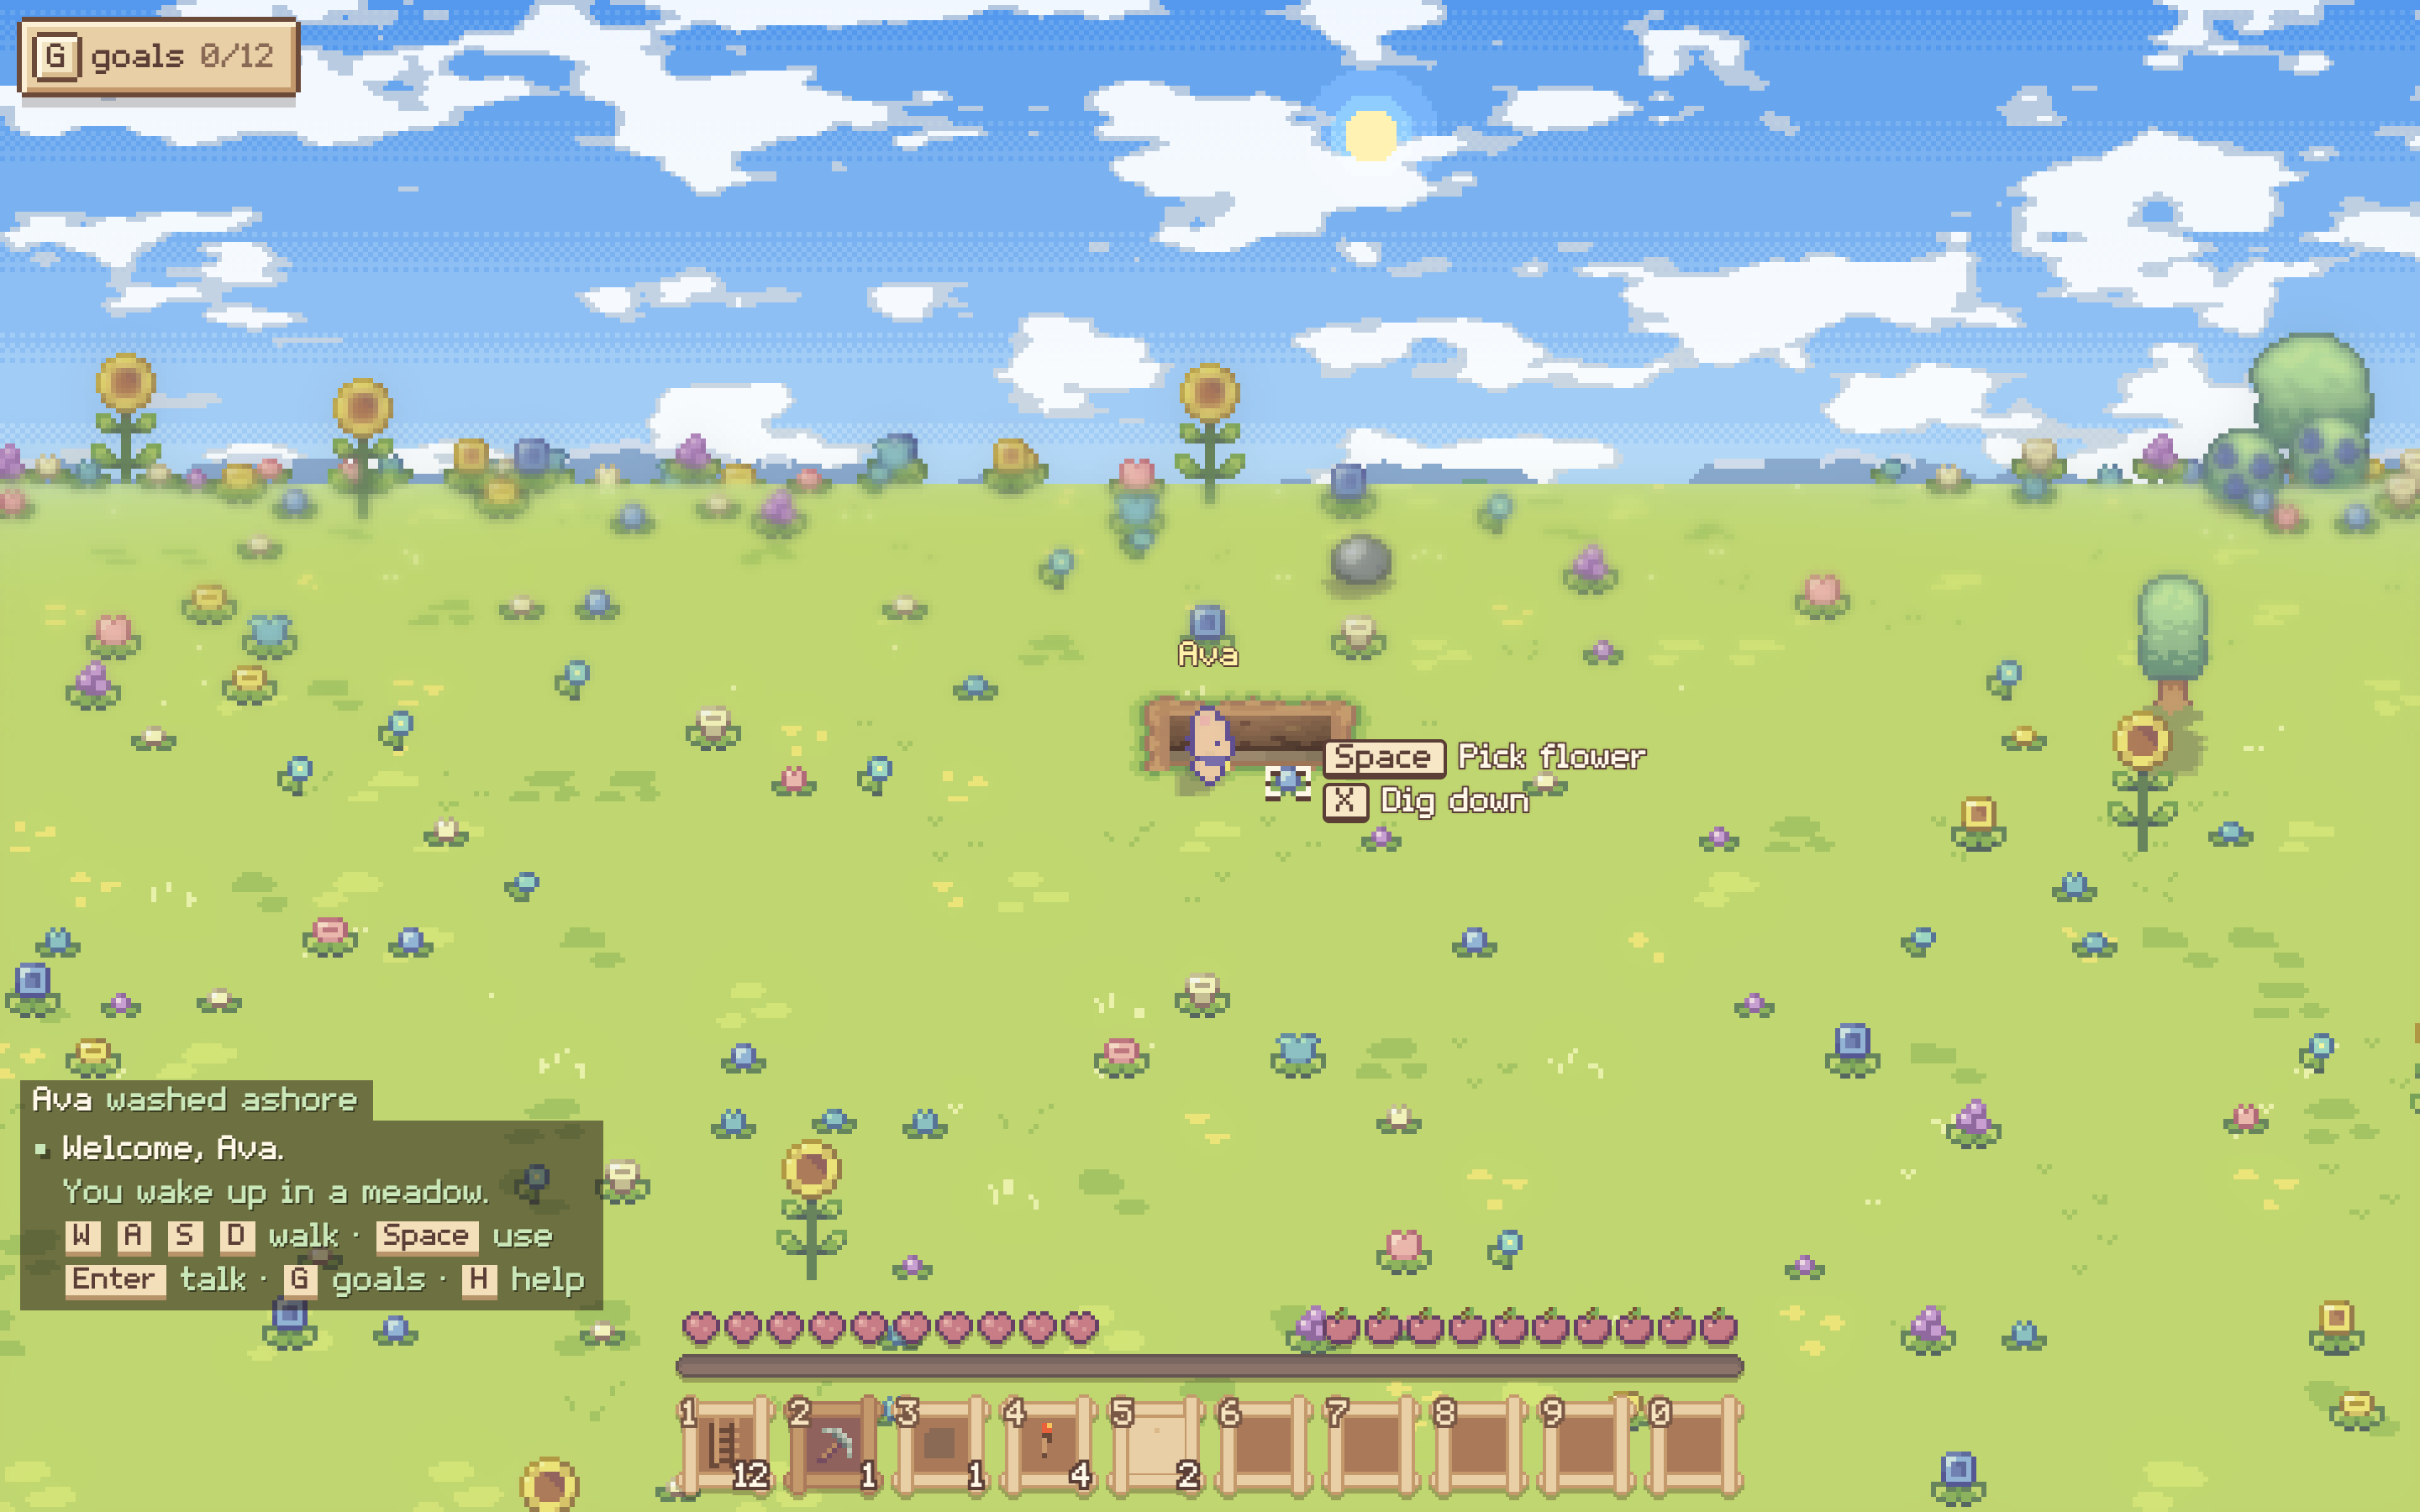 G goals 0/12
Ava
Space Pick flower
X Dig down
Ava washed ashore
Welcome, Ava.
You wake up in a meadow.
W A S D walk · Space use
Enter talk · G goals · H help
1 2 3 4 5 6 7 8 9 0
12 1 1 4 2